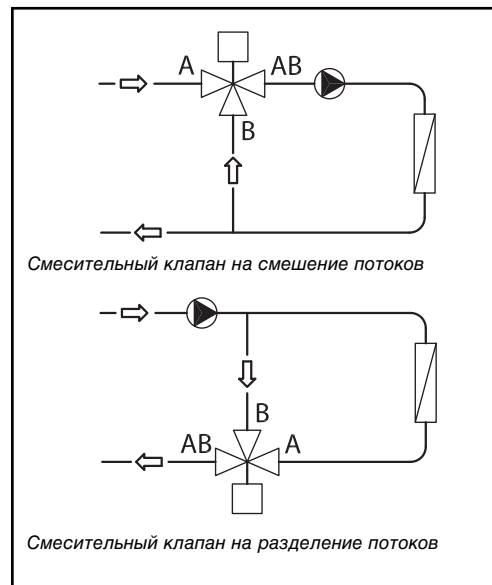 A AB
B
Смесительный клапан на смешение потоков
B
AB A
Смесительный клапан на разделение потоков